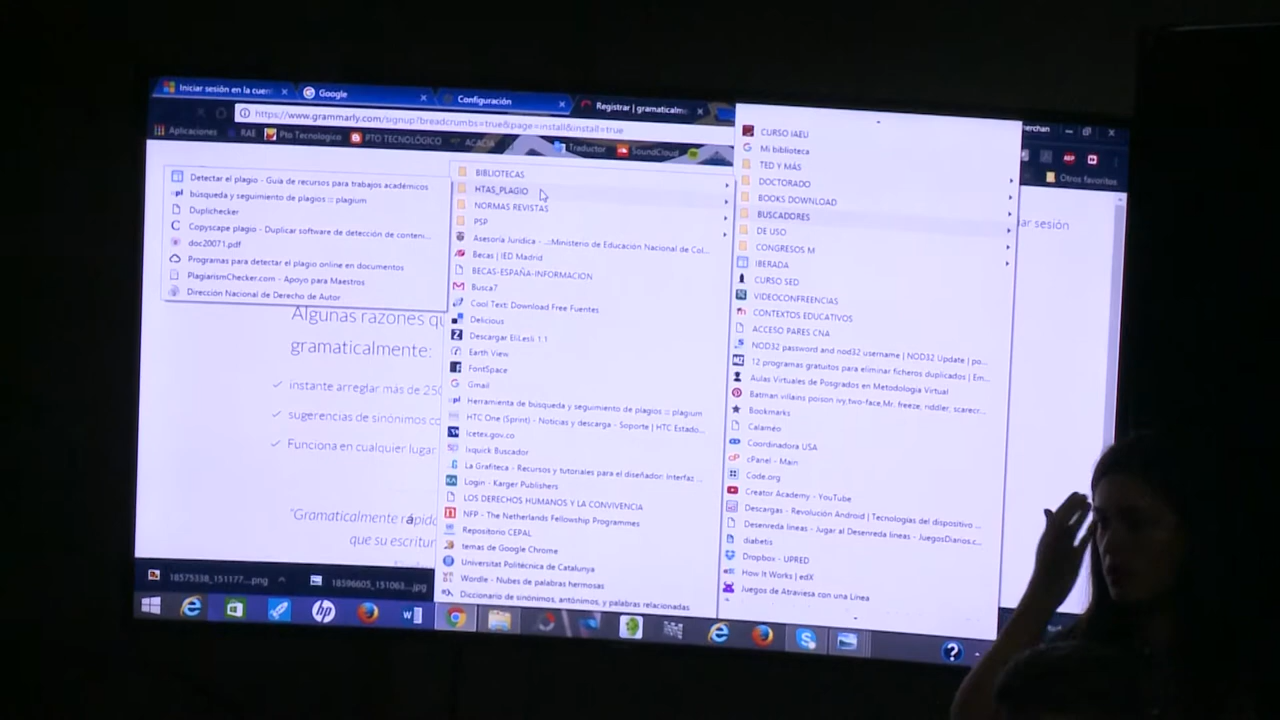 Iniciar sesión en la cuen
Google
Configuración
Registrar | gramaticalm
erchan
https://www.grammarly.com/signup?breadcrumbs=true&page=install&install=true
Aplicaciones
RAE
Pto Tecnologico
PTO TECNOLÓGICO
ACACIA
Traductor
SoundCloud
Otros favoritos
Detectar el plagio - Guía de recursos para trabajos académicos
búsqueda y seguimiento de plagios :: plagium
Duplichecker
Copyscape plagio - Duplicar software de detección de conteni...
doc20071.pdf
Programas para detectar el plagio online en documentos
PlagiarismChecker.com - Apoyo para Maestros
Dirección Nacional de Derecho de Autor
Algunas razones qu
gramaticalmente:
instante arreglar más de 250
sugerencias de sinónimos co
Funciona en cualquier lugar
"Gramaticalmente rápido
que su escritur
BIBLIOTECAS
HTAS_PLAGIO
NORMAS REVISTAS
PSP
Asesoría Jurídica - ..::Ministerio de Educación Nacional de Col...
Becas | IED Madrid
BECAS-ESPAÑA-INFORMACION
Busca7
Cool Text: Download Free Fuentes
Delicious
Descargar EliLesli 1.1
Earth View
FontSpace
Gmail
Herramienta de búsqueda y seguimiento de plagios :: plagium
HTC One (Sprint) - Noticias y descarga - Soporte | HTC Estado...
Icetex.gov.co
Ixquick Buscador
La Grafiteca - Recursos y tutoriales para el diseñador: Interfaz ...
Login - Karger Publishers
LOS DERECHOS HUMANOS Y LA CONVIVENCIA
NFP - The Netherlands Fellowship Programmes
Repositorio CEPAL
temas de Google Chrome
Universitat Politècnica de Catalunya
Wordle - Nubes de palabras hermosas
Diccionario de sinónimos, antónimos, y palabras relacionadas
CURSO IAEU
Mi biblioteca
TED Y MÁS
DOCTORADO
BOOKS DOWNLOAD
BUSCADORES
DE USO
CONGRESOS M
IBERADA
CURSO SED
VIDEOCONFREENCIAS
CONTEXTOS EDUCATIVOS
ACCESO PARES CNA
NOD32 password and nod32 username | NOD32 Update | po...
12 programas gratuitos para eliminar ficheros duplicados | Em...
Aulas Virtuales de Posgrados en Metodología Virtual
Batman villains poison ivy,two-face,Mr. freeze, riddler, scarecr...
Bookmarks
Calaméo
Coordinadora USA
cPanel - Main
Code.org
Creator Academy - YouTube
Descargas - Revolución Android | Tecnologías del dispositivo ...
Desenreda lineas - Jugar al Desenreda lineas - JuegosDiarios.c...
diabetis
Dropbox - UPRED
How It Works | edX
Juegos de Atraviesa con una Línea
iar sesión
18575338_151177...png
18596605_151063...jpg
hp